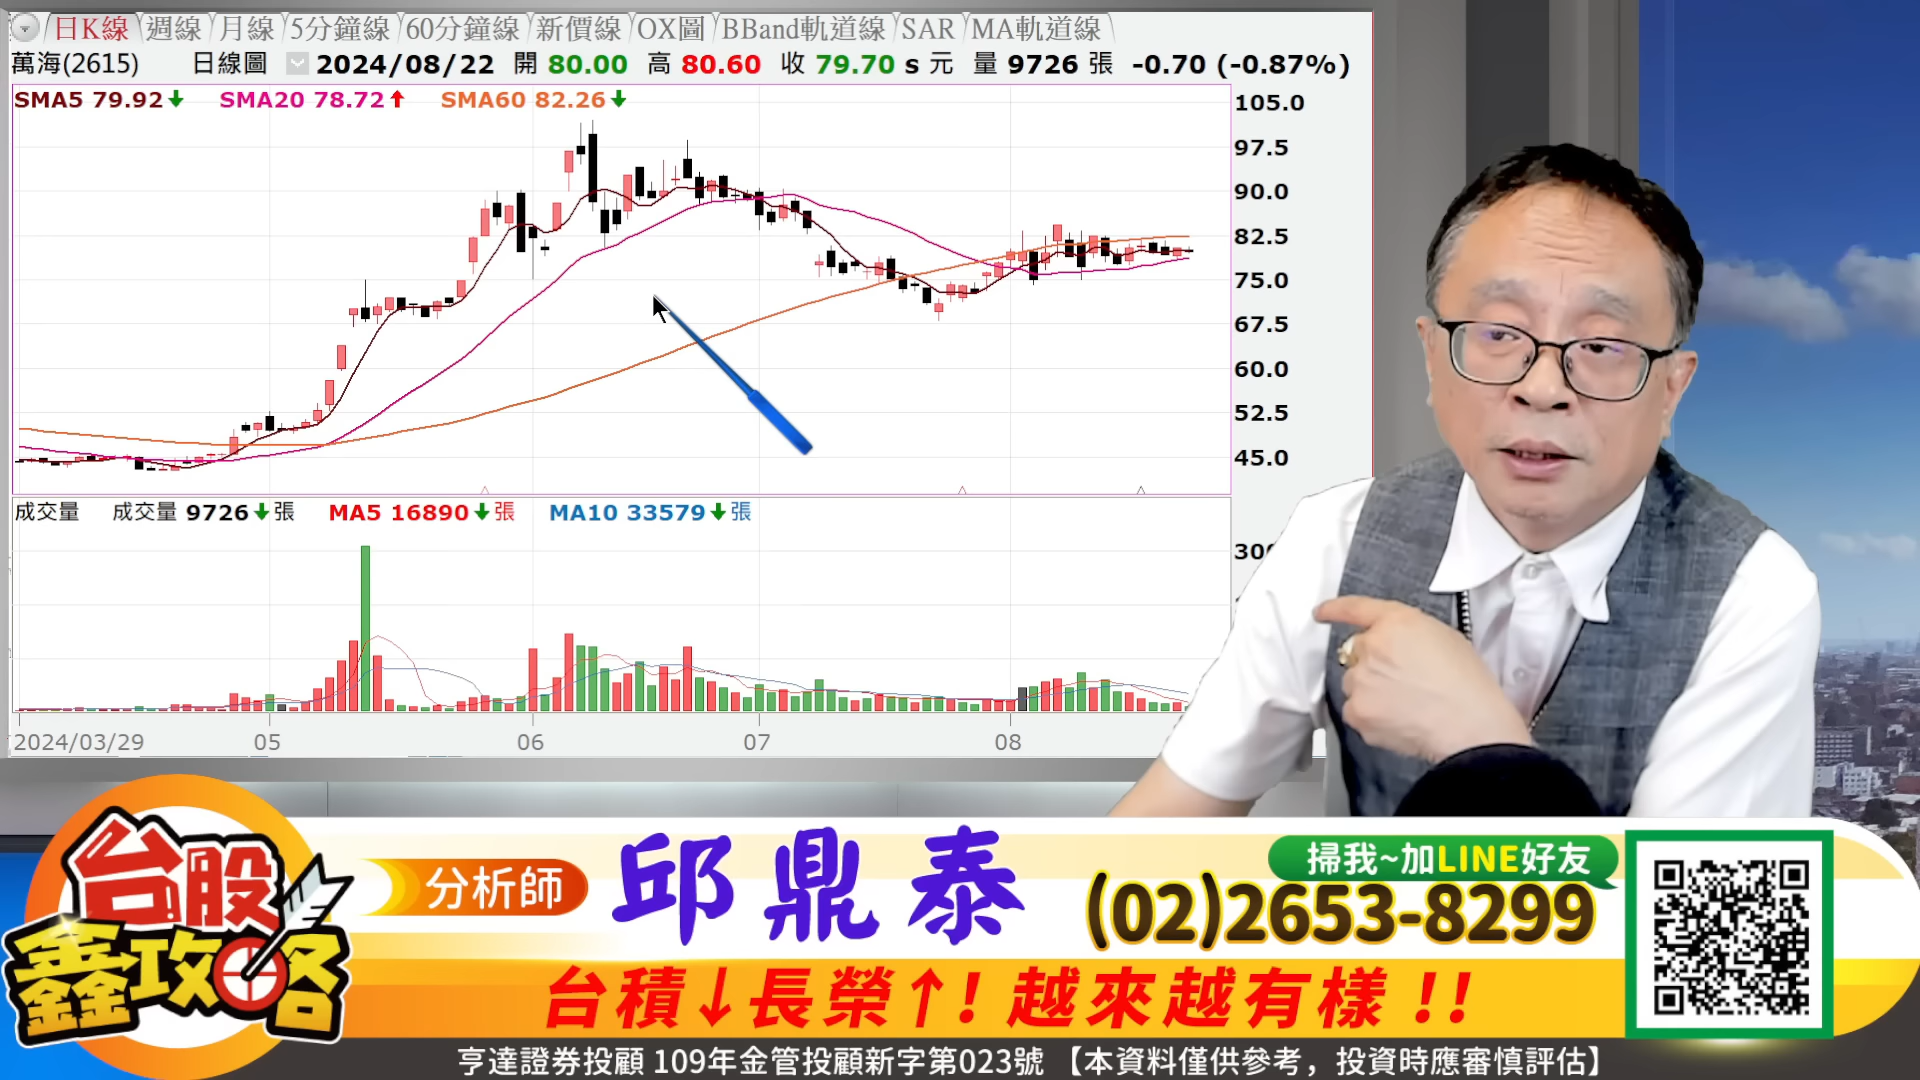 日K線 週線 月線 5分鐘線 60分鐘線 新價線 OX圖 BBand軌道線 SAR MA軌道線
萬海(2615) 日線圖 2024/08/22 開 80.00 高 80.60 收 79.70 s 元 量 9726 張 -0.70 (-0.87%)
SMA5 79.92↓ SMA20 78.72↑ SMA60 82.26↓
105.0
97.5
90.0
82.5
75.0
67.5
60.0
52.5
45.0
成交量 成交量 9726↓張 MA5 16890↓張 MA10 33579↓張
2024/03/29 05 06 07 08
台股
鑫攻略
分析師 邱鼎泰
掃我~加LINE好友
(02)2653-8299
台積↓長榮↑! 越來越有樣 !!
亨達證券投顧 109年金管投顧新字第023號 【本資料僅供參考，投資時應審慎評估】